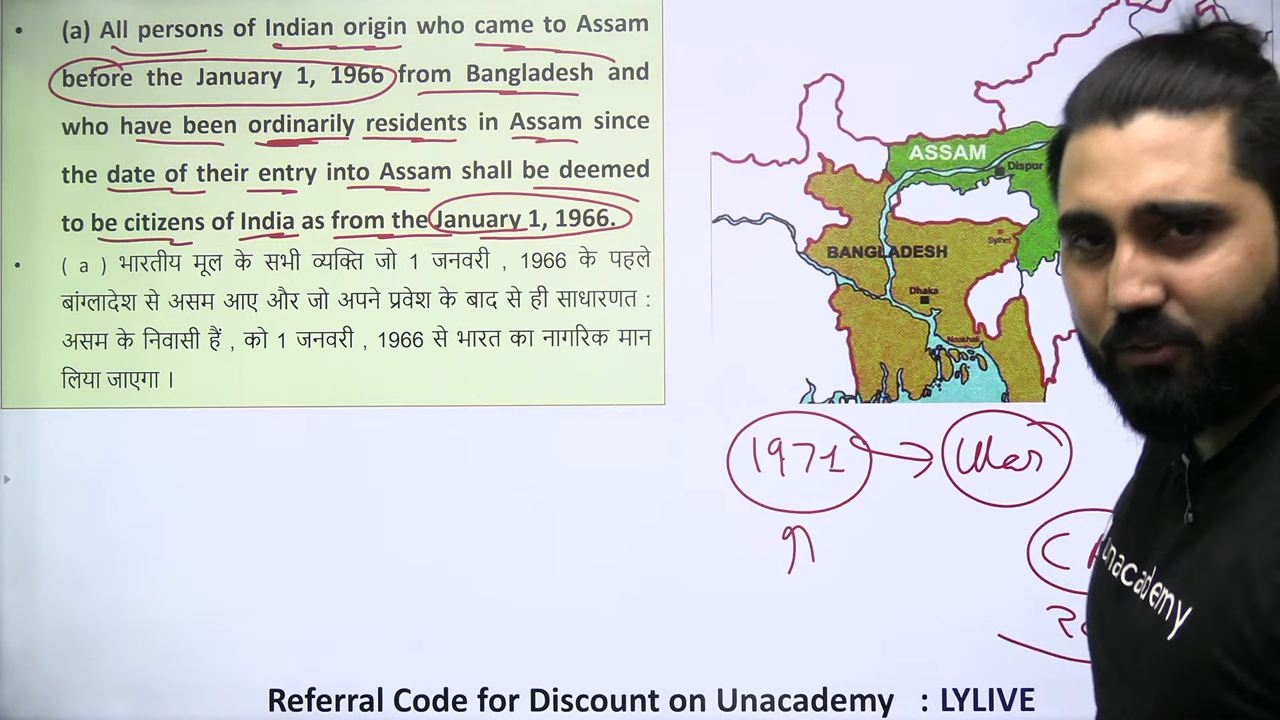 • (a) All persons of Indian origin who came to Assam
before the January 1, 1966 from Bangladesh and
who have been ordinarily residents in Assam since
the date of their entry into Assam shall be deemed
to be citizens of India as from the January 1, 1966.
• ( a ) भारतीय मूल के सभी व्यक्ति जो 1 जनवरी , 1966 के पहले
बांग्लादेश से असम आए और जो अपने प्रवेश के बाद से ही साधारणत :
असम के निवासी हैं , को 1 जनवरी , 1966 से भारत का नागरिक मान
लिया जाएगा ।
ASSAM
Dispur
BANGLADESH
Sylhet
Dhaka
Noakhali
1971 → War
unacademy
Referral Code for Discount on Unacademy : LYLIVE